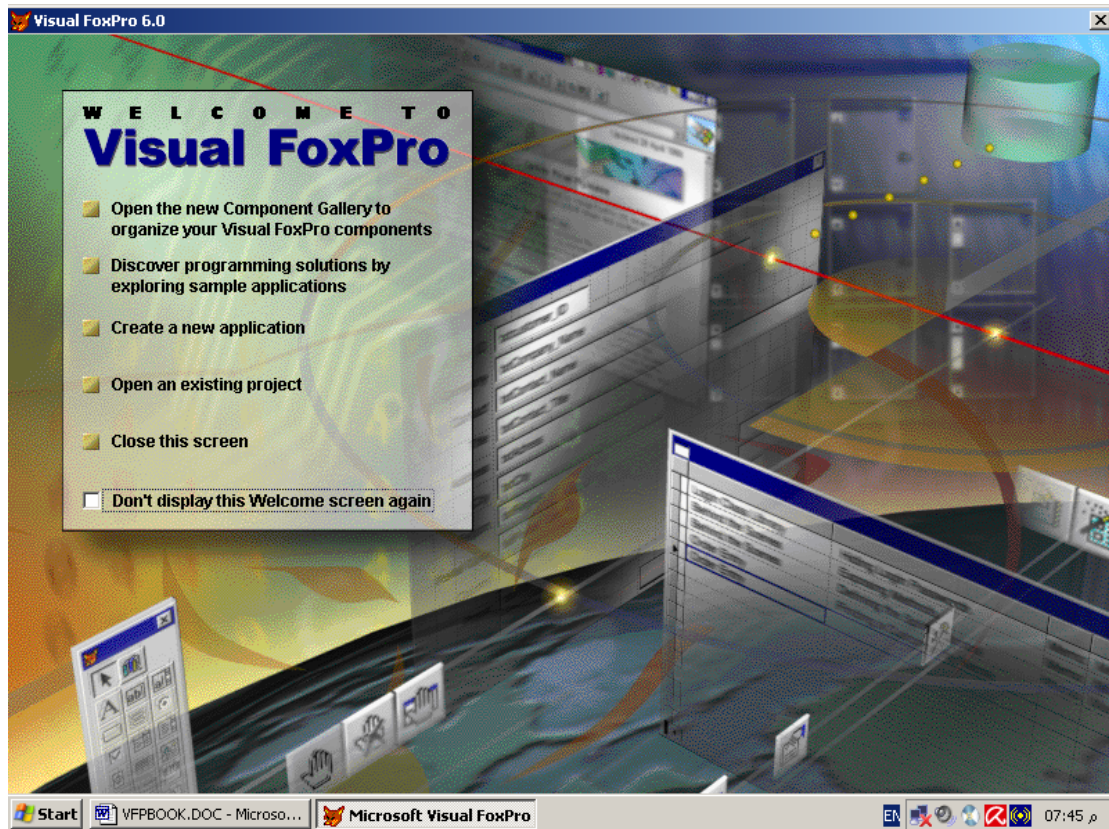 Visual FoxPro 6.0
WELCOME TO
Visual FoxPro
Open the new Component Gallery to
organize your Visual FoxPro components
Discover programming solutions by
exploring sample applications
Create a new application
Open an existing project
Close this screen
Don't display this Welcome screen again
Start
VFPBOOK.DOC - Microso...
Microsoft Visual FoxPro
EN
07:45 م